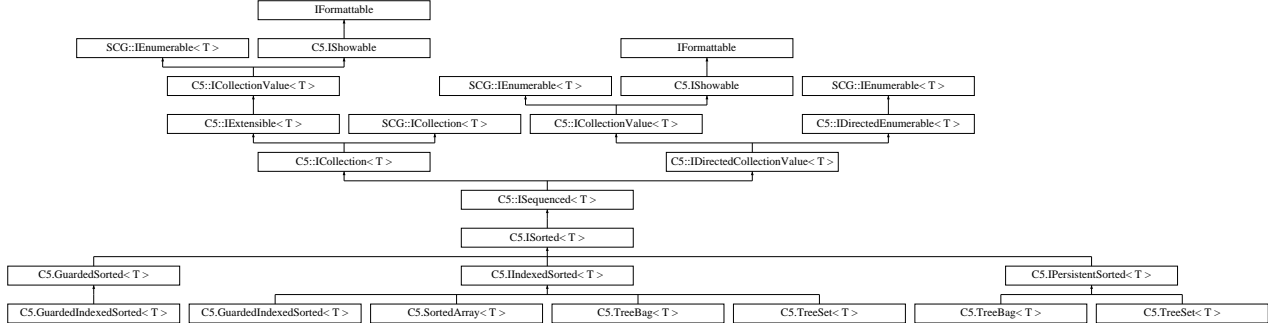 IFormattable
SCG::IEnumerable< T > C5.IShowable IFormattable
C5::ICollectionValue< T > SCG::IEnumerable< T > C5.IShowable SCG::IEnumerable< T >
C5::IExtensible< T > SCG::ICollection< T > C5::ICollectionValue< T > C5::IDirectedEnumerable< T >
C5::ICollection< T > C5::IDirectedCollectionValue< T >
C5::ISequenced< T >
C5.ISorted< T >
C5.GuardedSorted< T > C5.IIndexedSorted< T > C5.IPersistentSorted< T >
C5.GuardedIndexedSorted< T > C5.GuardedIndexedSorted< T > C5.SortedArray< T > C5.TreeBag< T > C5.TreeSet< T > C5.TreeBag< T > C5.TreeSet< T >